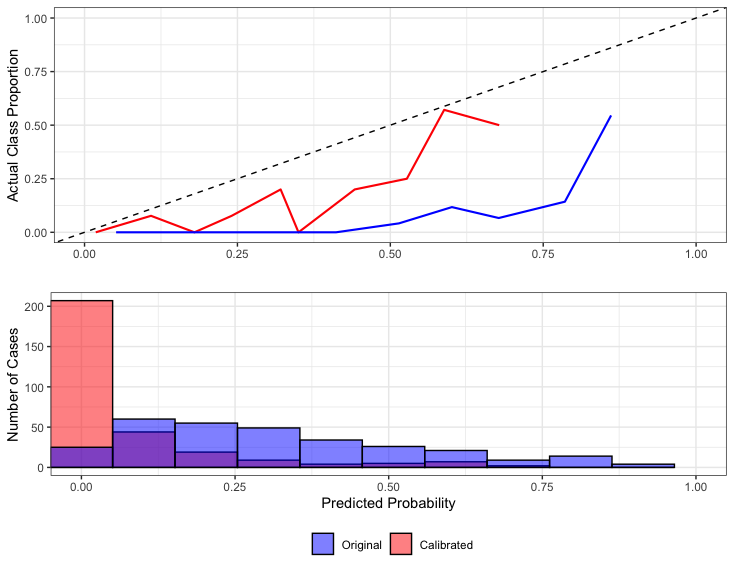 Actual Class Proportion
1.00
0.75
0.50
0.25
0.00
0.00 0.25 0.50 0.75 1.00
Number of Cases
200
150
100
50
0
0.00 0.25 0.50 0.75 1.00
Predicted Probability
Original Calibrated